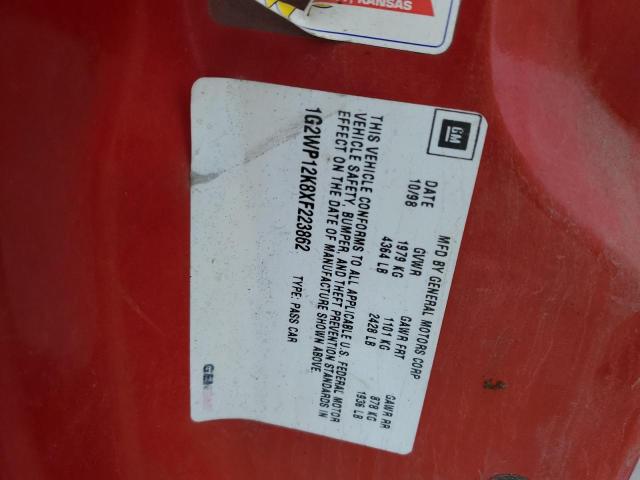 , KANSAS
GM
MFD BY GENERAL MOTORS CORP
DATE GVWR GAWR FRT GAWR RR
10/98 1979 KG 1101 KG 878 KG
4364 LB 2428 LB 1936 LB
THIS VEHICLE CONFORMS TO ALL APPLICABLE U.S. FEDERAL MOTOR
VEHICLE SAFETY, BUMPER, AND THEFT PREVENTION STANDARDS IN
EFFECT ON THE DATE OF MANUFACTURE SHOWN ABOVE.
1G2WP12K8XF223862 TYPE: PASS CAR